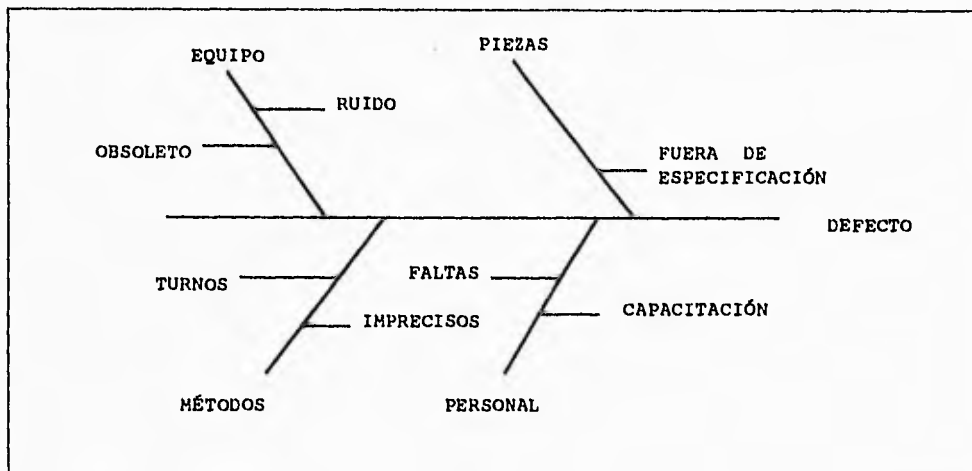 PIEZAS
EQUIPO
RUIDO
OBSOLETO
FUERA DE
ESPECIFICACIÓN
DEFECTO
TURNOS
FALTAS
IMPRECISOS
CAPACITACIÓN
MÉTODOS
PERSONAL